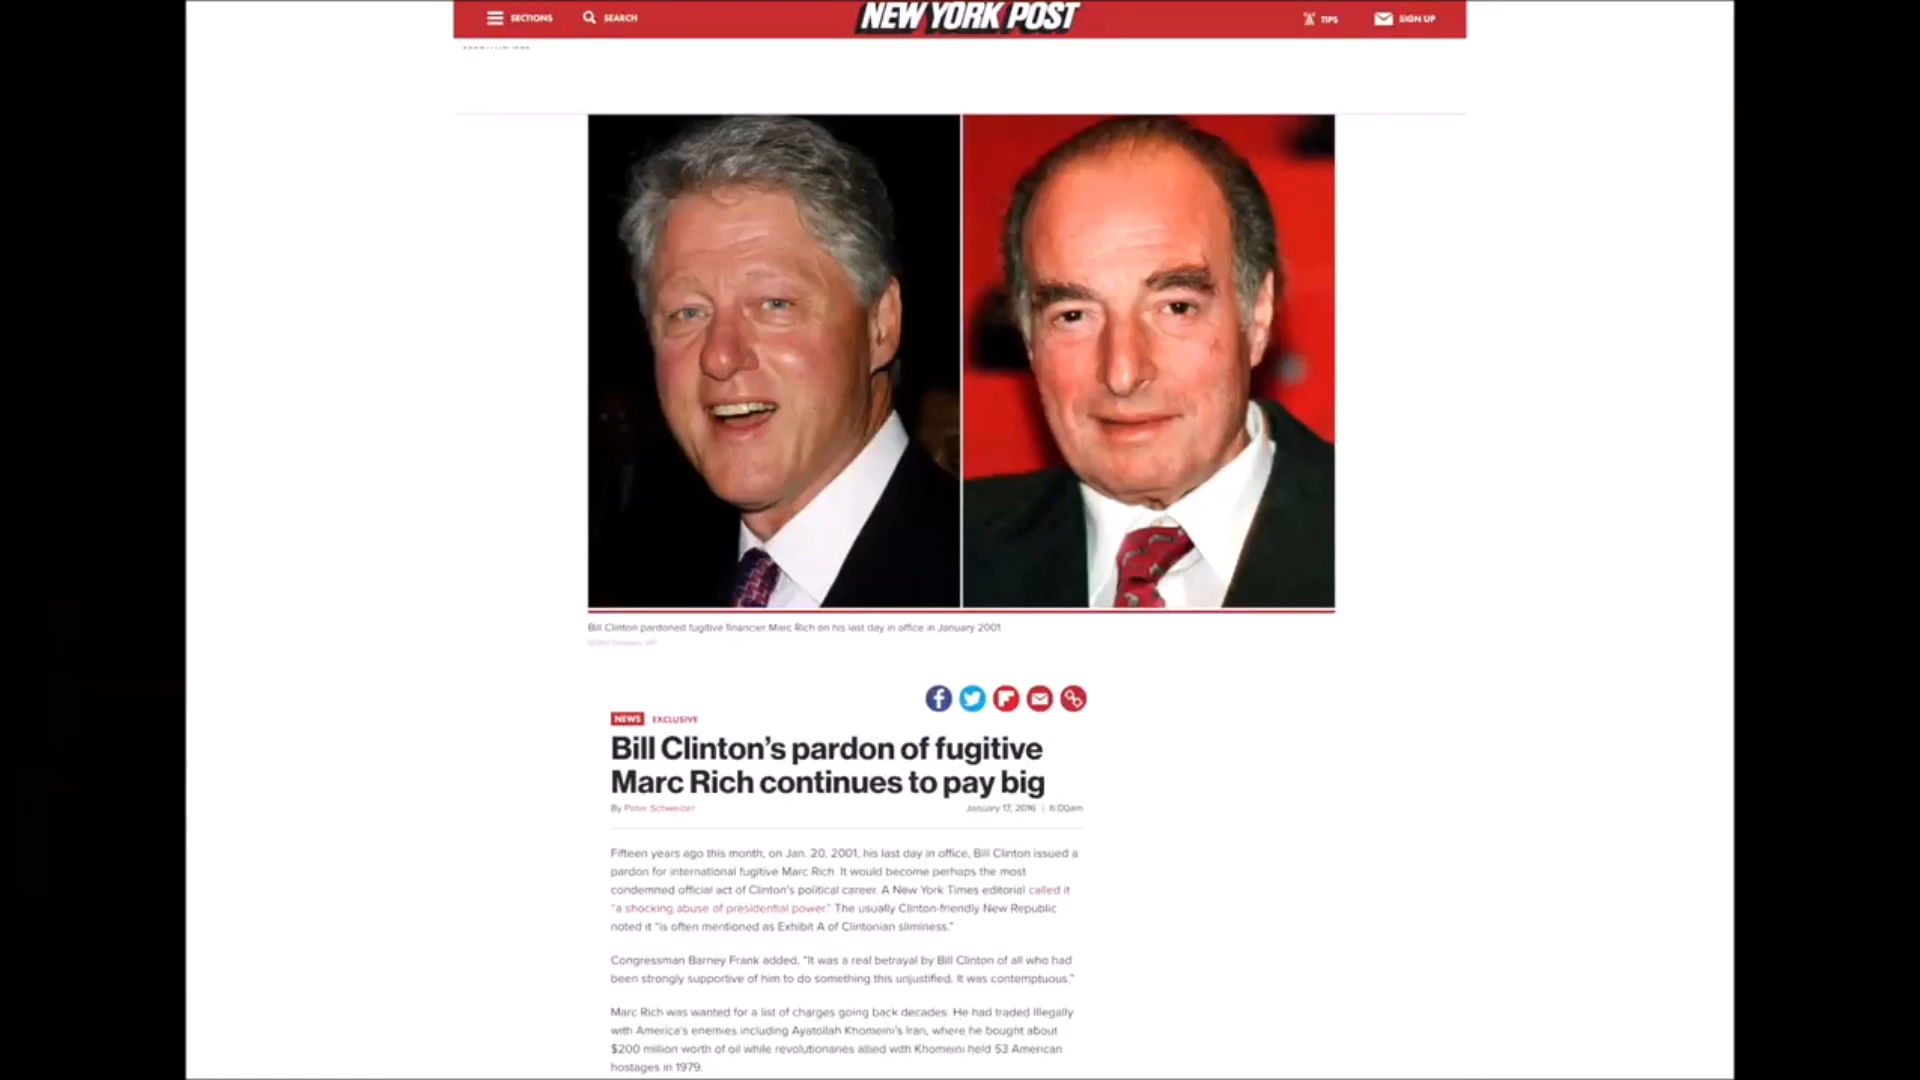 SECTIONS
SEARCH
NEW YORK POST
TIPS
SIGN UP
Bill Clinton pardoned fugitive financier Marc Rich on his last day in office in January 2001
NEWS EXCLUSIVE
Bill Clinton's pardon of fugitive
Marc Rich continues to pay big
By Peter Schweizer
January 17, 2016 | 6:00am
Fifteen years ago this month, on Jan. 20, 2001, his last day in office, Bill Clinton issued a
pardon for international fugitive Marc Rich. It would become perhaps the most
condemned official act of Clinton's political career. A New York Times editorial called it
"a shocking abuse of presidential power." The usually Clinton-friendly New Republic
noted it "is often mentioned as Exhibit A of Clintonian sliminess."
Congressman Barney Frank added, "It was a real betrayal by Bill Clinton of all who had
been strongly supportive of him to do something this unjustified. It was contemptuous."
Marc Rich was wanted for a list of charges going back decades. He had traded illegally
with America's enemies including Ayatollah Khomeini's Iran, where he bought about
$200 million worth of oil while revolutionaries allied with Khomeini held 53 American
hostages in 1979.